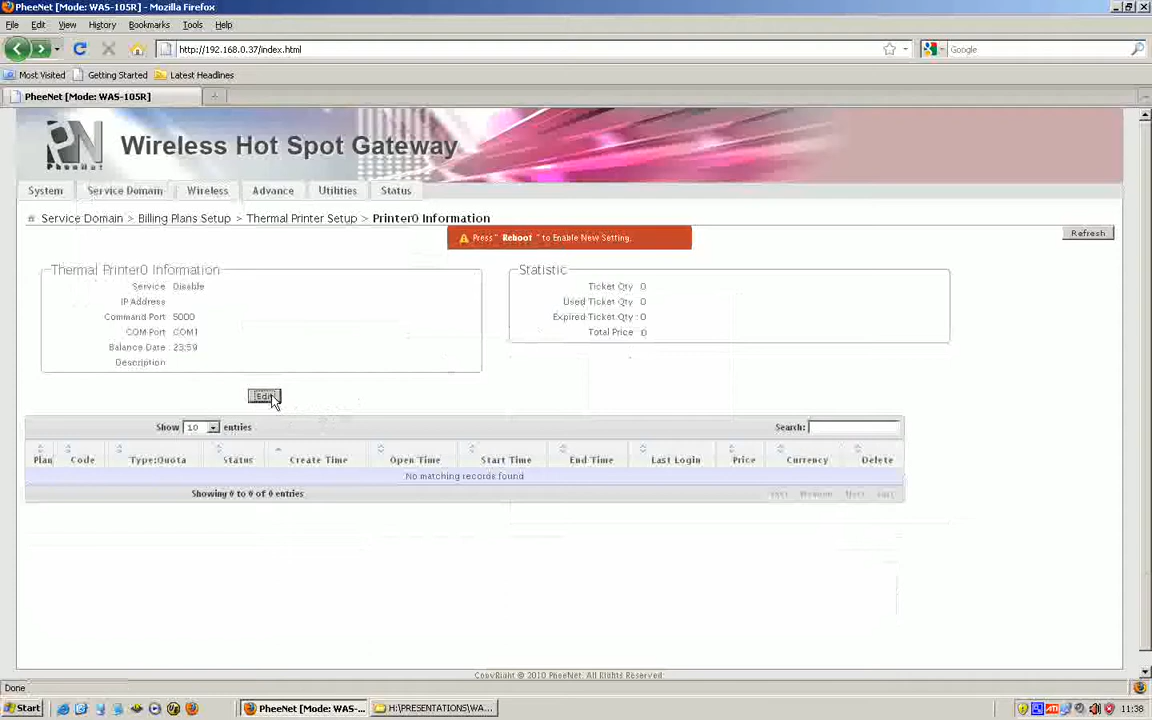 PheeNet [Mode: WAS-105R] - Mozilla Firefox
File Edit View History Bookmarks Tools Help
http://192.168.0.37/index.html
Google
Most Visited Getting Started Latest Headlines
PheeNet [Mode: WAS-105R]
PN Wireless Hot Spot Gateway
PheeNet
System Service Domain Wireless Advance Utilities Status
Service Domain > Billing Plans Setup > Thermal Printer Setup > Printer0 Information
Press " Reboot " to Enable New Setting.
Refresh
Thermal Printer0 Information
Service Disable
IP Address
Command Port 5000
COM Port COM1
Balance Date : 23:59
Description
Statistic
Ticket Qty 0
Used Ticket Qty 0
Expired Ticket Qty : 0
Total Price 0
Edit
Show 10 entries Search:
Plan Code Type:Quota Status Create Time Open Time Start Time End Time Last Login Price Currency Delete
No matching records found
Showing 0 to 0 of 0 entries
CopyRight © 2010 PheeNet. All Rights Reserved
Done
Start PheeNet [Mode: WAS-... H:\PRESENTATIONS\WA... 11:38